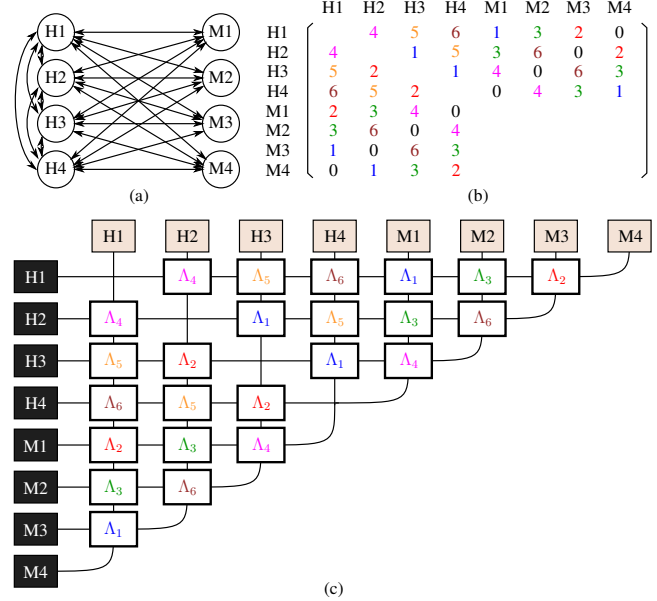 H1 M1
H2 M2
H3 M3
H4 M4
(a)
H1 H2 H3 H4 M1 M2 M3 M4
H1 4 5 6 1 3 2 0
H2 4 1 5 3 6 0 2
H3 5 2 1 4 0 6 3
H4 6 5 2 0 4 3 1
M1 2 3 4 0
M2 3 6 0 4
M3 1 0 6 3
M4 0 1 3 2
(b)
H1 H2 H3 H4 M1 M2 M3 M4
H1 Λ₄ Λ₅ Λ₆ Λ₁ Λ₃ Λ₂
H2 Λ₄ Λ₁ Λ₅ Λ₃ Λ₆
H3 Λ₅ Λ₂ Λ₁ Λ₄
H4 Λ₆ Λ₅ Λ₂
M1 Λ₂ Λ₃ Λ₄
M2 Λ₃ Λ₆
M3 Λ₁
M4
(c)